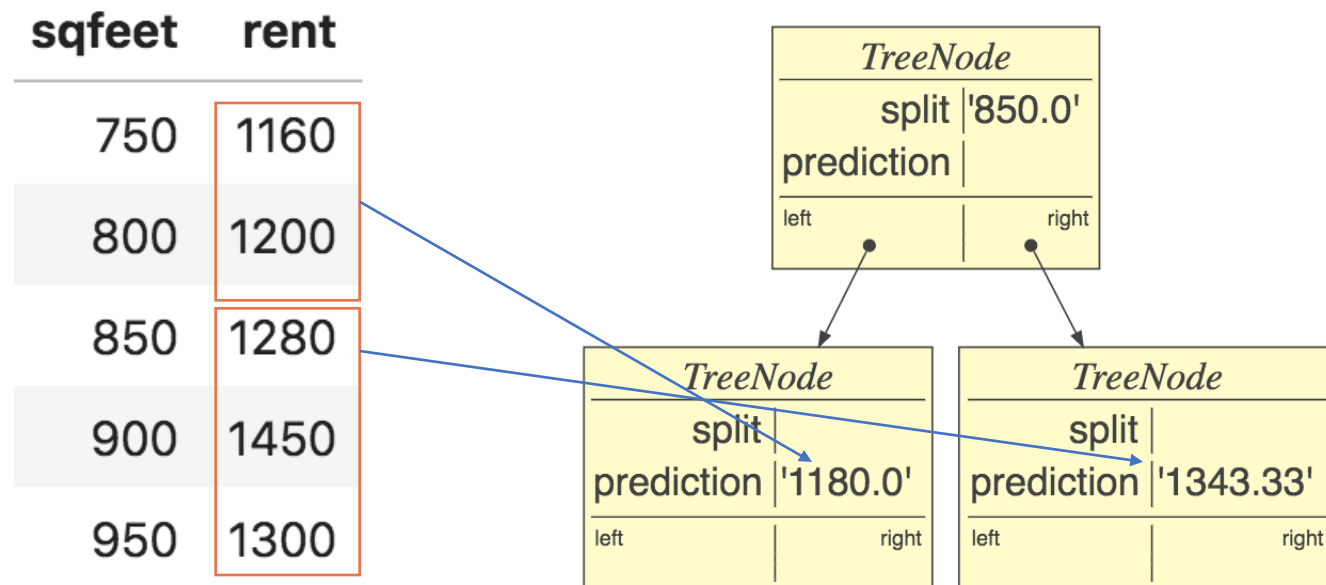 sqfeet rent
750 1160
800 1200
850 1280
900 1450
950 1300
TreeNode
split '850.0'
prediction
left right
TreeNode
split
prediction '1180.0'
left right
TreeNode
split
prediction '1343.33'
left right